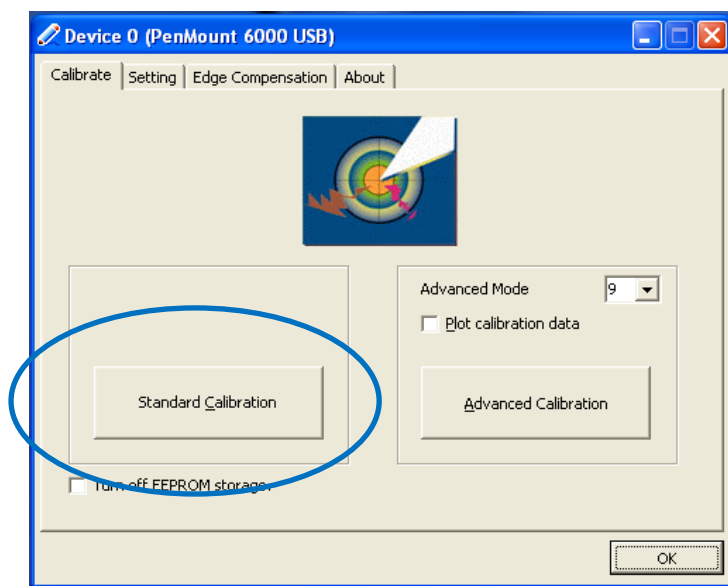 Device 0 (PenMount 6000 USB)
Calibrate Setting Edge Compensation About
Advanced Mode 9
Plot calibration data
Standard Calibration
Advanced Calibration
Turn off EEPROM storage.
OK